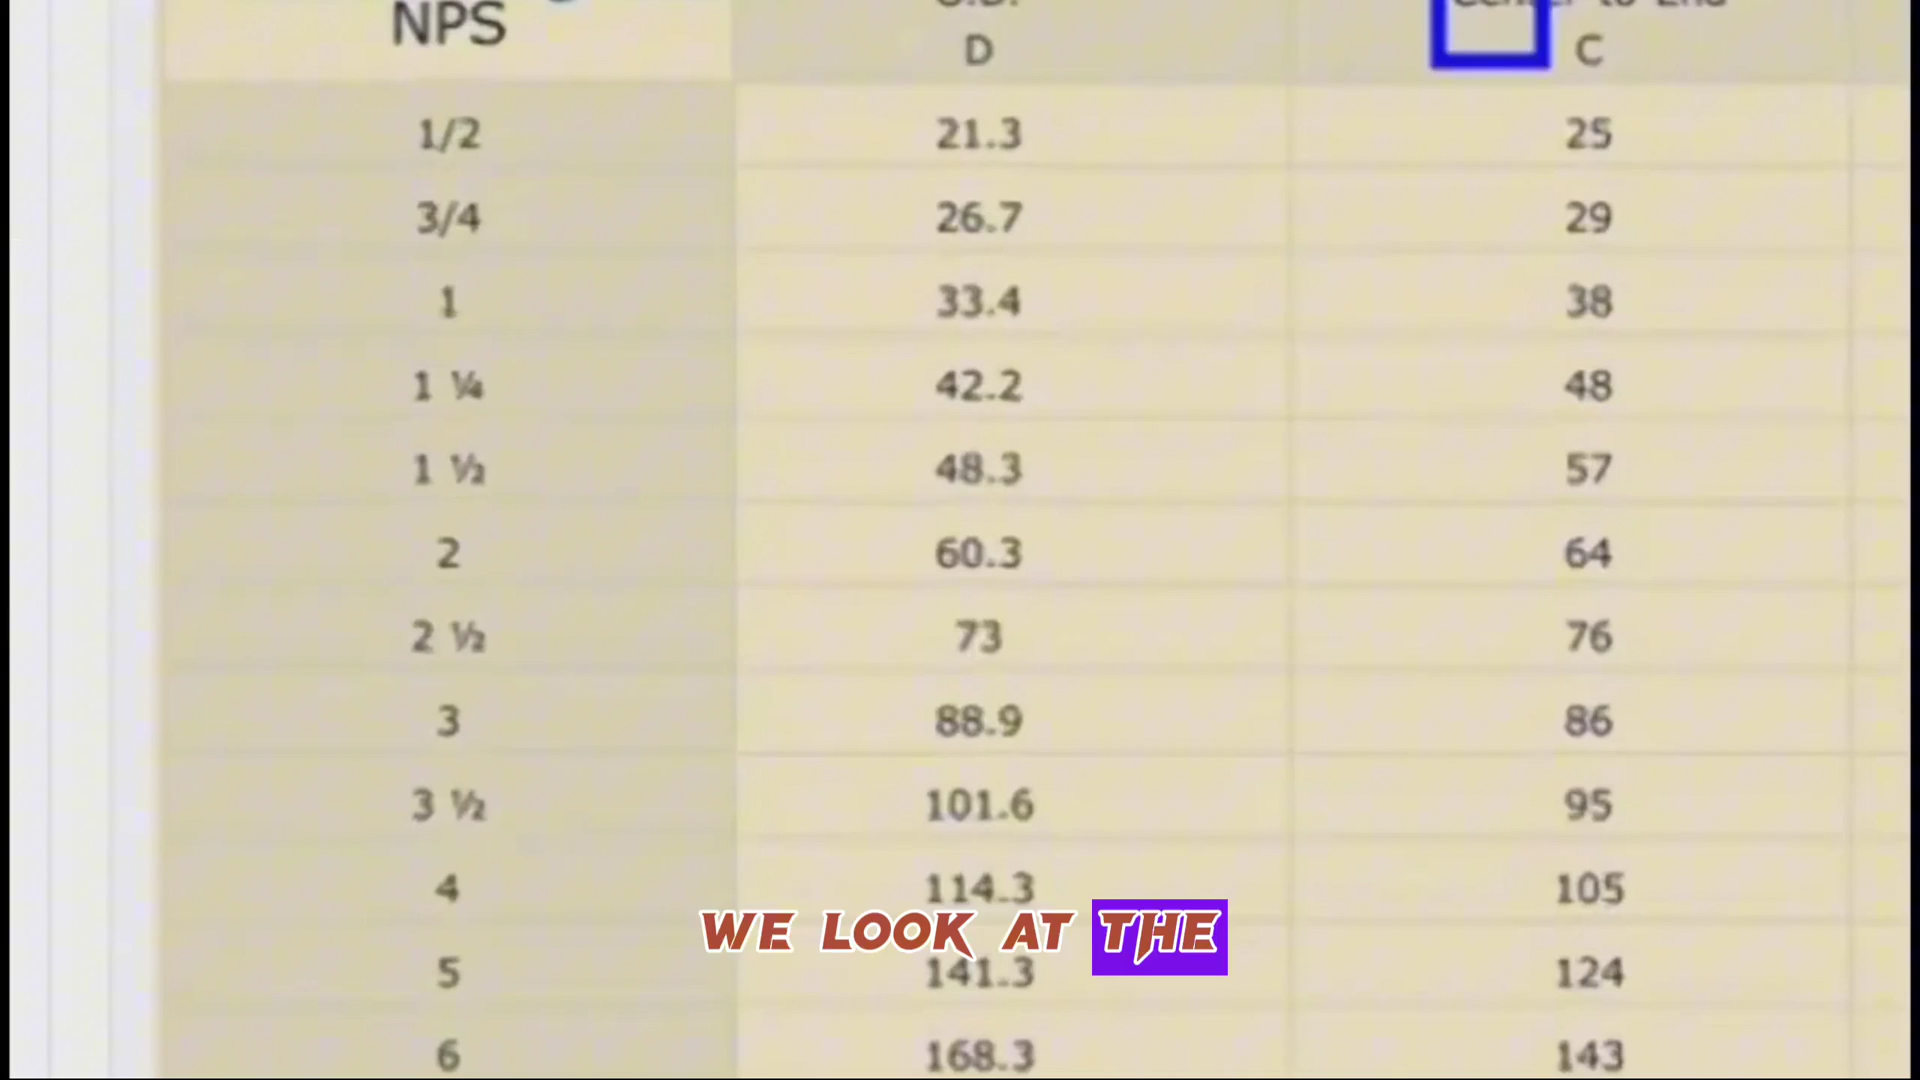 NPS O.D. Center to End
D C
1/2 21.3 25
3/4 26.7 29
1 33.4 38
1 ¼ 42.2 48
1 ½ 48.3 57
2 60.3 64
2 ½ 73 76
3 88.9 86
3 ½ 101.6 95
4 114.3 105
WE LOOK AT THE
5 141.3 124
6 168.3 143